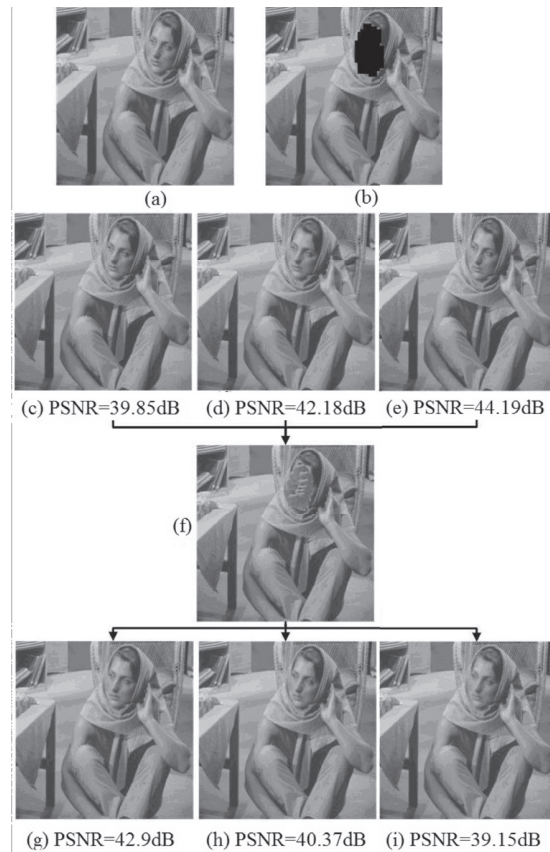 (a) (b)
(c) PSNR=39.85dB (d) PSNR=42.18dB (e) PSNR=44.19dB
(f)
(g) PSNR=42.9dB (h) PSNR=40.37dB (i) PSNR=39.15dB